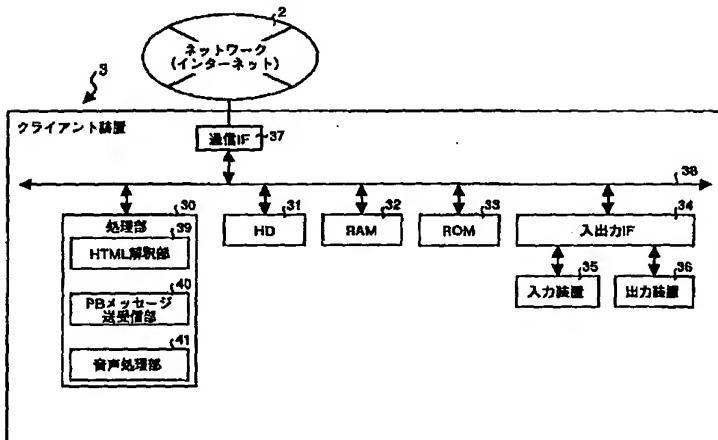 2
ネットワーク
(インターネット)
3
クライアント装置
通信IF
37
38
30
処理部
39
HTML解釈部
40
PBメッセージ
送受信部
41
音声処理部
31
HD
32
RAM
33
ROM
34
入出力IF
35
入力装置
36
出力装置